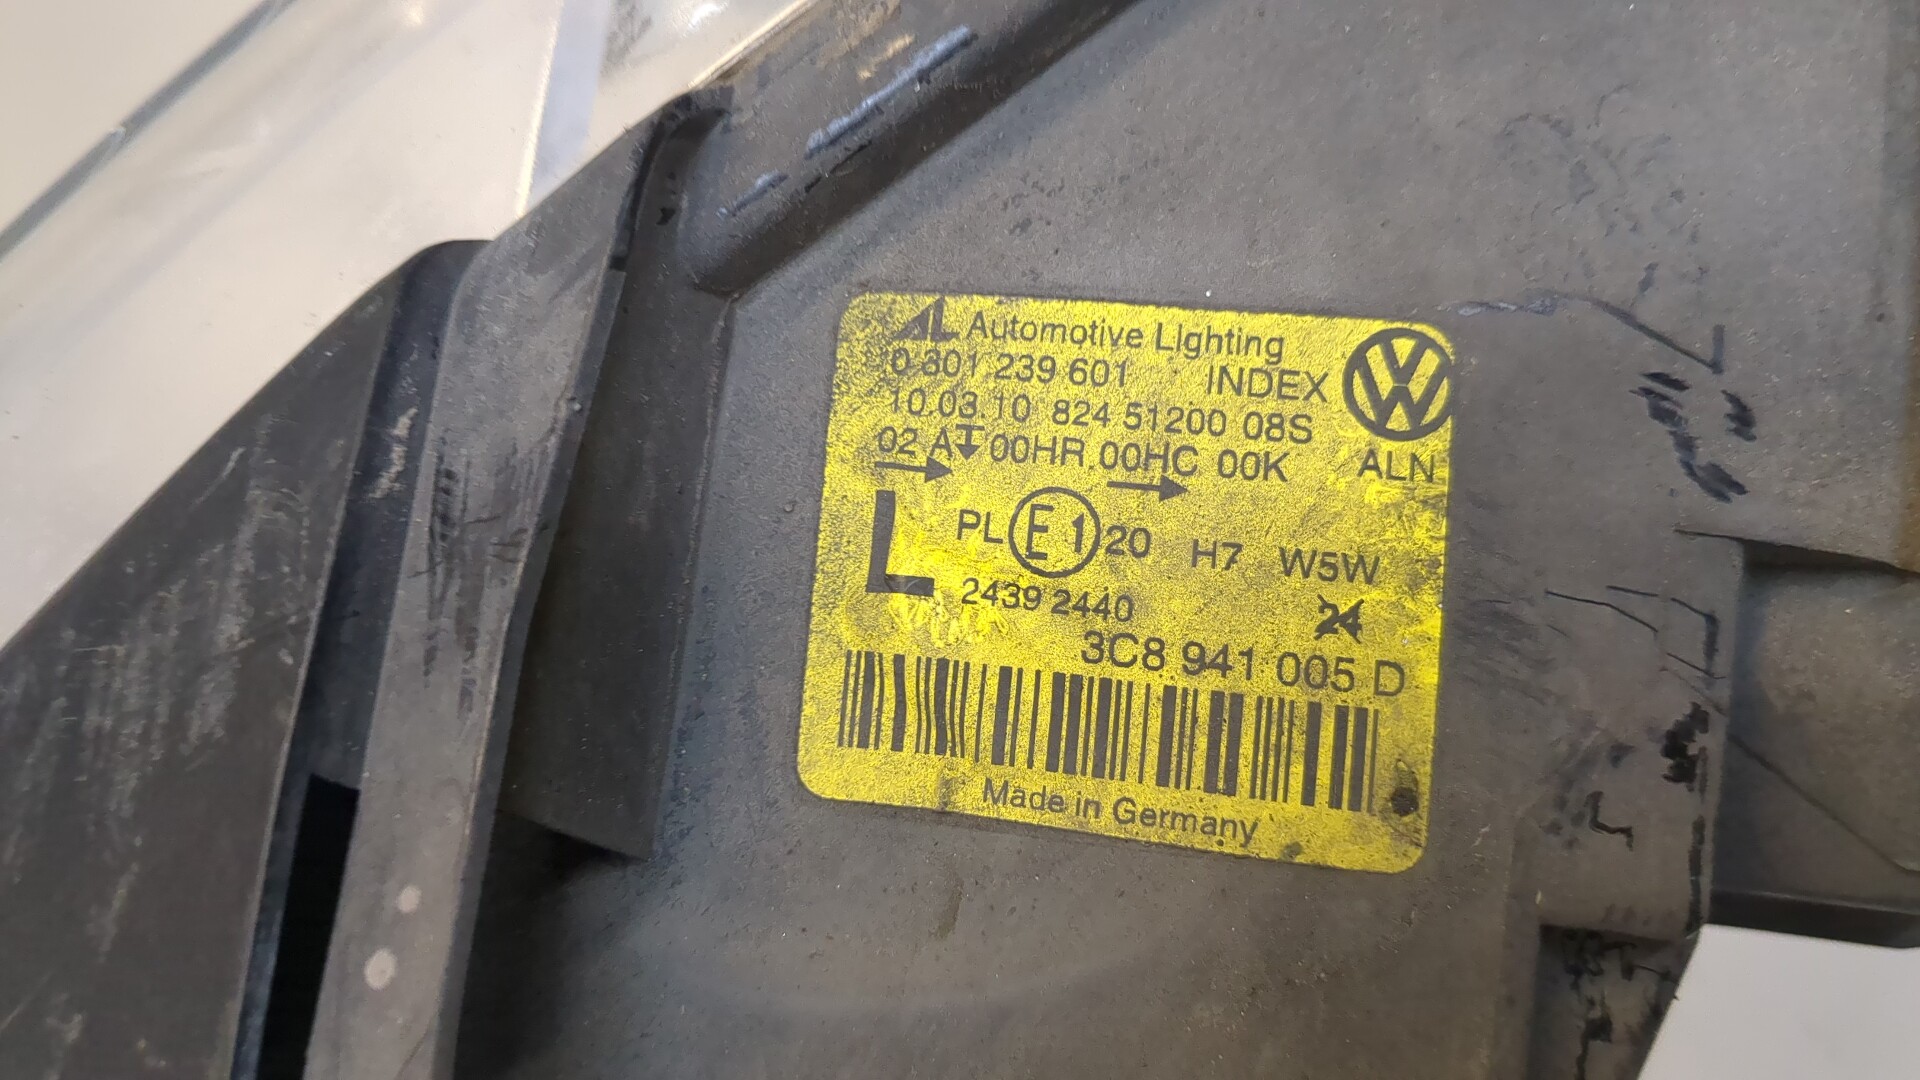 AL Automotive Lighting
0 301 239 601 INDEX
10.03.10 824 51200 08S
02 A 00HR 00HC 00K ALN
L PL E1 20 H7 W5W
2439 2440 24
3C8 941 005 D
Made in Germany